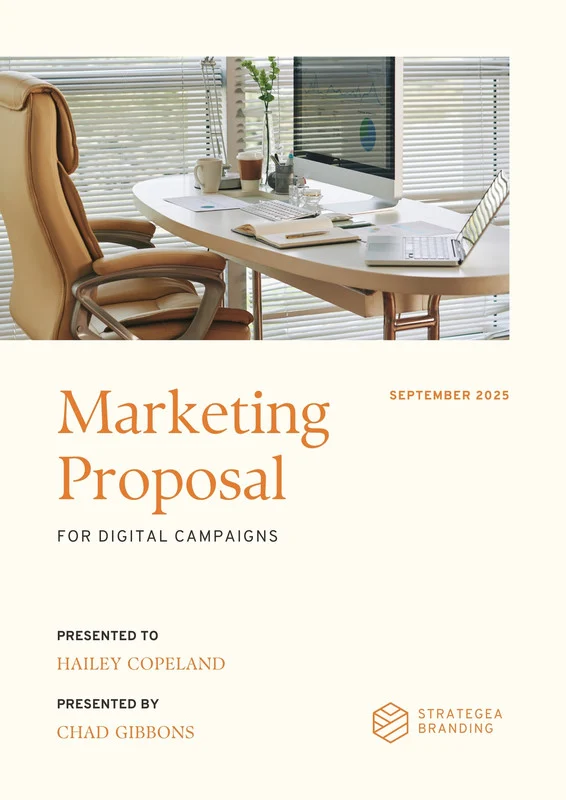 Marketing
Proposal
SEPTEMBER 2025
FOR DIGITAL CAMPAIGNS
PRESENTED TO
HAILEY COPELAND
PRESENTED BY
CHAD GIBBONS
STRATEGEA
BRANDING